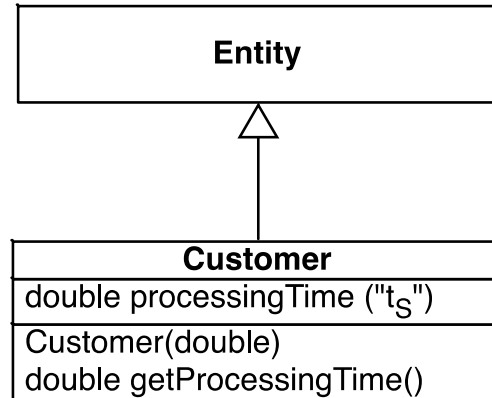 Entity
Customer
double processingTime ("tS")
Customer(double)
double getProcessingTime()